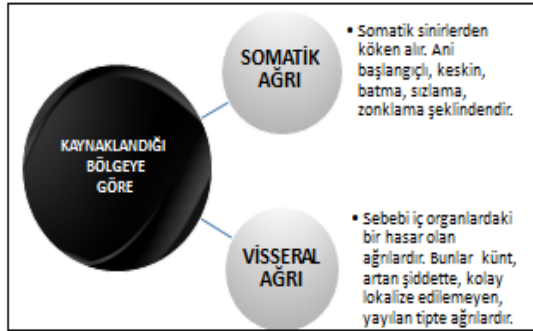 KAYNAKLANDIĞI
BÖLGEYE
GÖRE
SOMATİK
AĞRI
• Somatik sinirlerden
köken alır. Ani
başlangıçlı, keskin,
batma, sızlama,
zonklama şeklindendir.
VİSSERAL
AĞRI
• Sebebi iç organlardaki
bir hasar olan
ağrılardır. Bunlar künt,
artan şiddette, kolay
lokalize edilemeyen,
yayılan tipte ağrılardır.